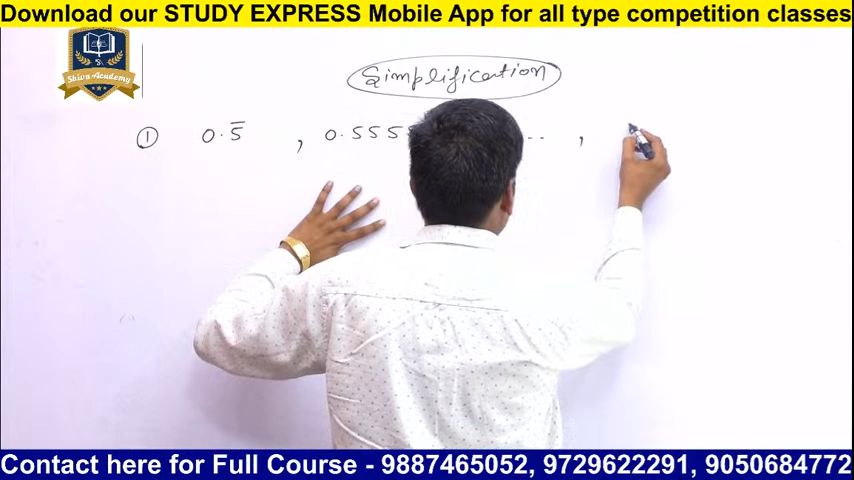 Download our STUDY EXPRESS Mobile App for all type competition classes
Shiva Academy
Simplification
① 0.5̅ , 0.555 .. ,
Contact here for Full Course - 9887465052, 9729622291, 9050684772